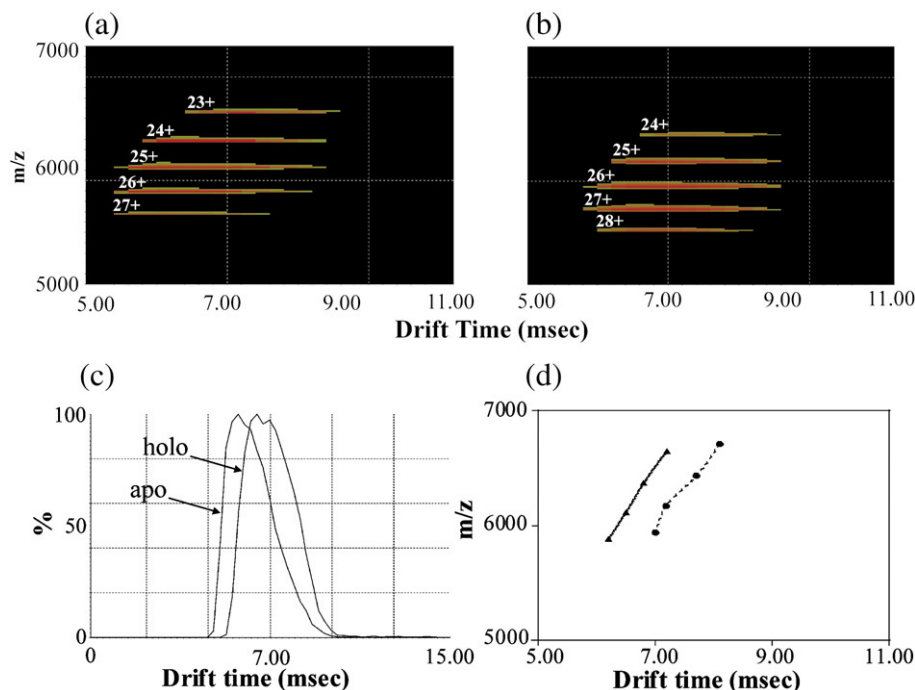 (a)
(b)
7000
6000
5000
m/z
23+
24+
25+
26+
27+
5.00 7.00 9.00 11.00
24+
25+
26+
27+
28+
5.00 7.00 9.00 11.00
Drift Time (msec)
(c)
(d)
100
50
%
holo
apo
0 7.00 15.00
Drift time (msec)
7000
6000
5000
m/z
5.00 7.00 9.00 11.00
Drift time (msec)